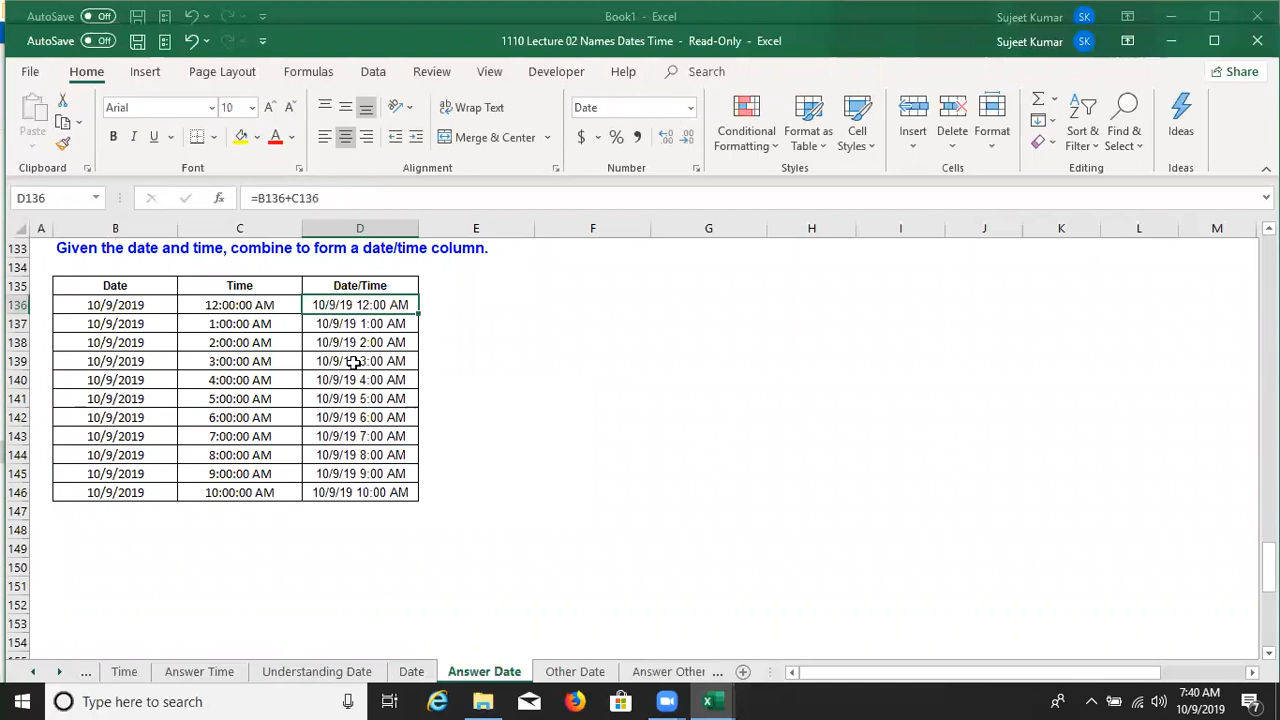 AutoSave Off Book1 - Excel Sujeet Kumar SK
AutoSave Off 1110 Lecture 02 Names Dates Time - Read-Only - Excel Sujeet Kumar SK
File Home Insert Page Layout Formulas Data Review View Developer Help Search Share
Paste Arial 10 Wrap Text Date Conditional Formatting Format as Table Cell Styles Insert Delete Format Sort & Filter Find & Select Ideas
B I U A Merge & Center $ %
Clipboard Font Alignment Number Styles Cells Editing Ideas
D136 fx =B136+C136
A B C D E F G H I J K L M
133 Given the date and time, combine to form a date/time column.
134
135 Date Time Date/Time
136 10/9/2019 12:00:00 AM 10/9/19 12:00 AM
137 10/9/2019 1:00:00 AM 10/9/19 1:00 AM
138 10/9/2019 2:00:00 AM 10/9/19 2:00 AM
139 10/9/2019 3:00:00 AM 10/9/19 3:00 AM
140 10/9/2019 4:00:00 AM 10/9/19 4:00 AM
141 10/9/2019 5:00:00 AM 10/9/19 5:00 AM
142 10/9/2019 6:00:00 AM 10/9/19 6:00 AM
143 10/9/2019 7:00:00 AM 10/9/19 7:00 AM
144 10/9/2019 8:00:00 AM 10/9/19 8:00 AM
145 10/9/2019 9:00:00 AM 10/9/19 9:00 AM
146 10/9/2019 10:00:00 AM 10/9/19 10:00 AM
147
148
149
150
151
152
153
154
... Time Answer Time Understanding Date Date Answer Date Other Date Answer Other ...
Type here to search 7:40 AM
10/9/2019 7